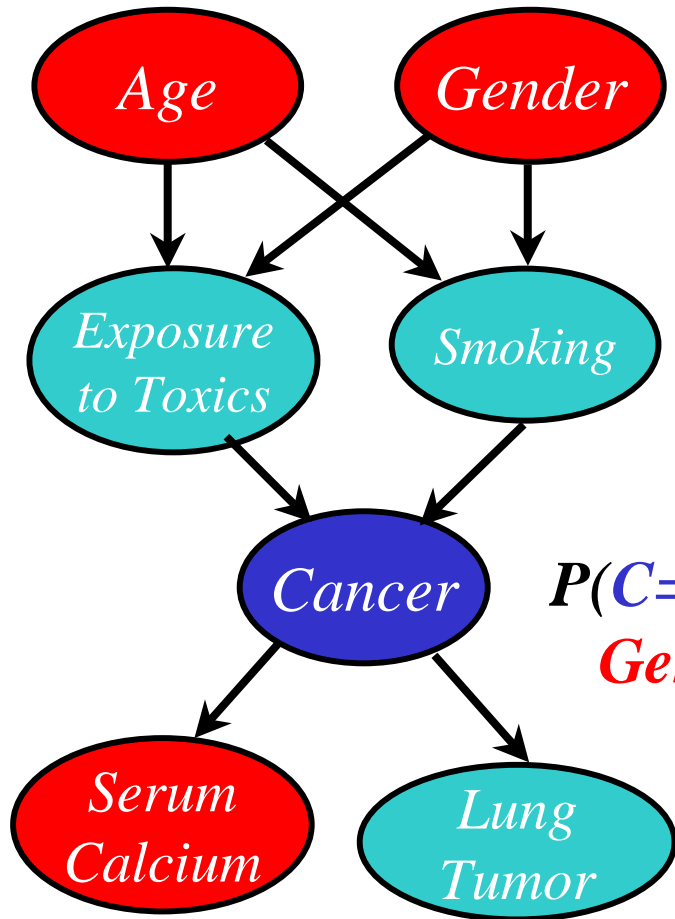 Age
Gender
Exposure
to Toxics
Smoking
Cancer
P(C=
Serum
Calcium
Lung
Tumor